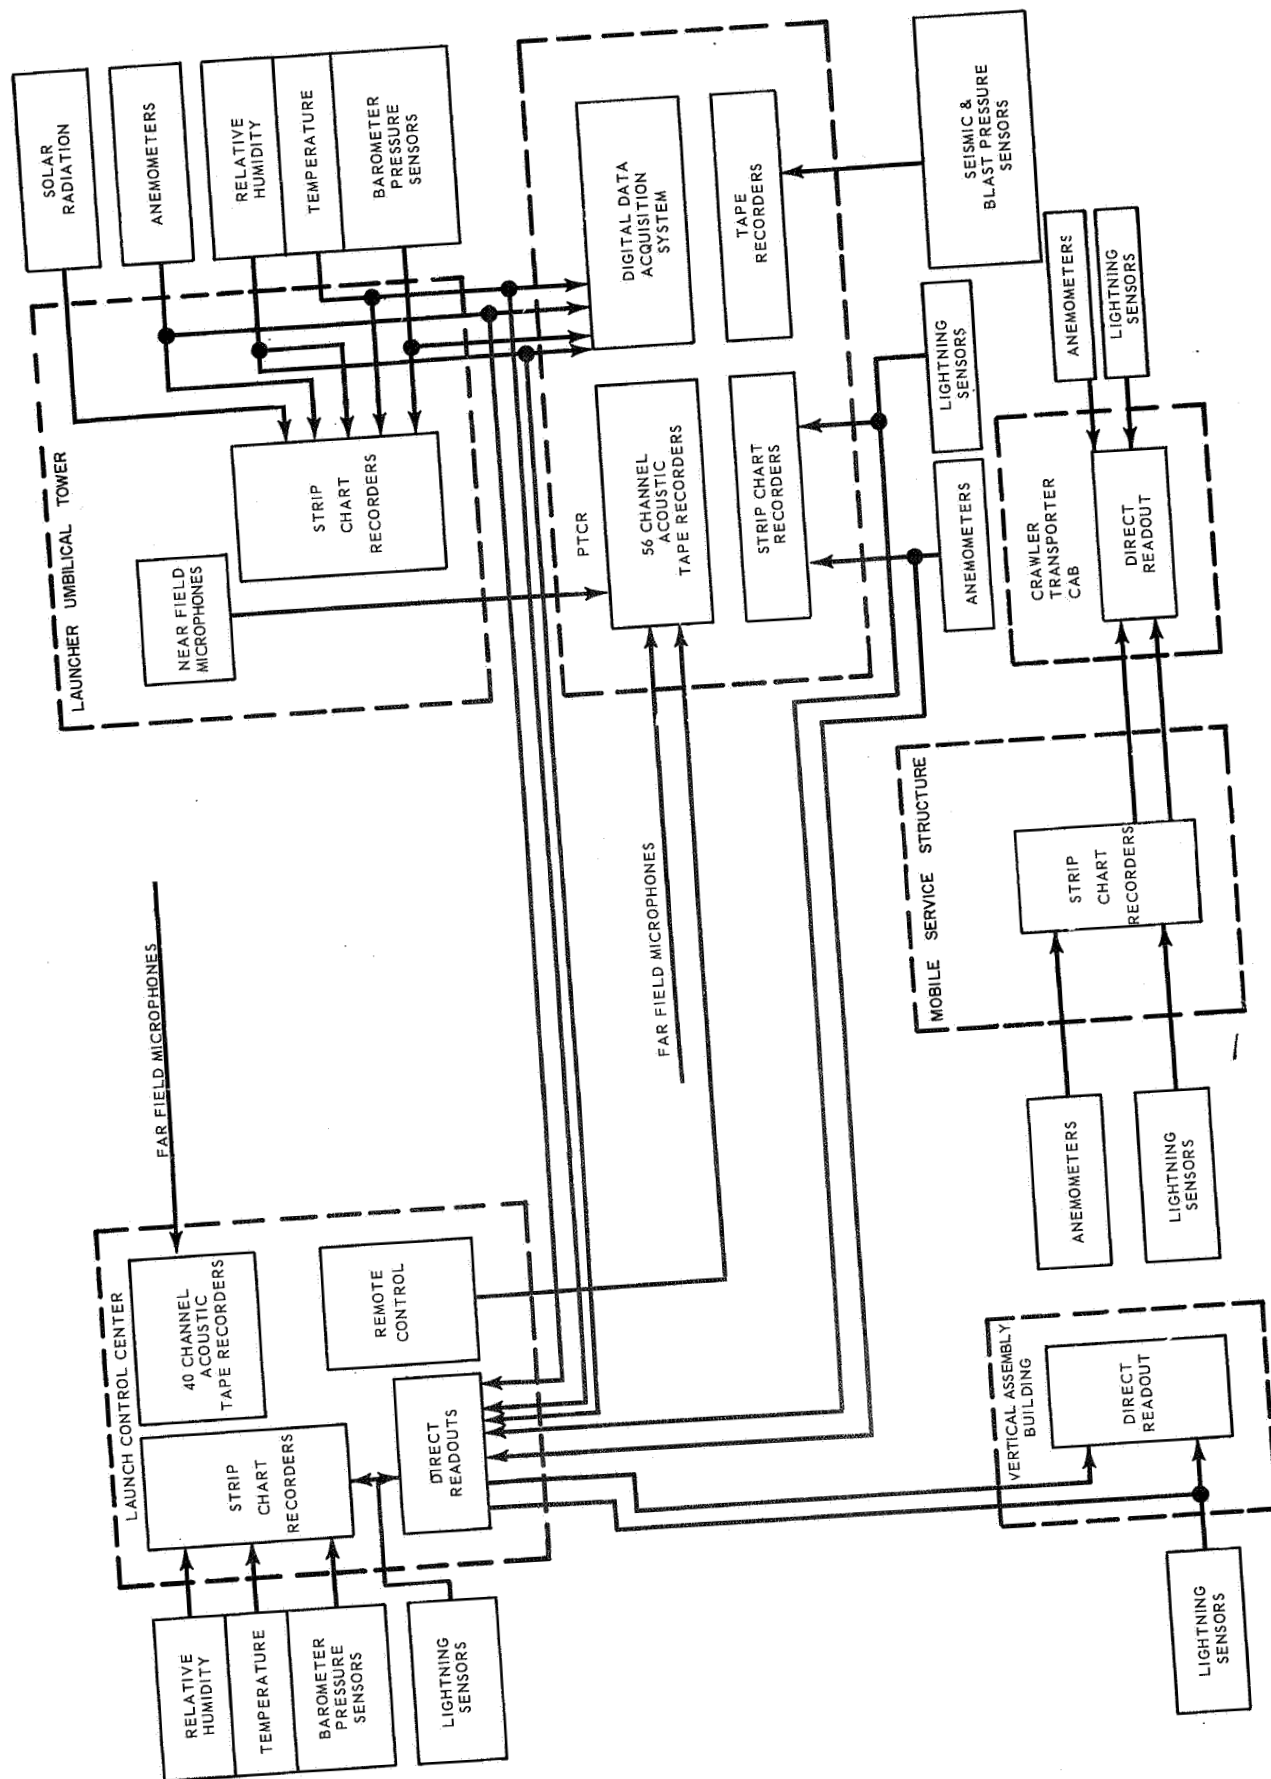 LAUNCH CONTROL CENTER
40 CHANNEL
ACOUSTIC
TAPE RECORDERS
STRIP
CHART
RECORDERS
REMOTE
CONTROL
DIRECT
READOUTS
RELATIVE
HUMIDITY
TEMPERATURE
BAROMETER
PRESSURE
SENSORS
LIGHTNING
SENSORS
FAR FIELD MICROPHONES
LAUNCHER UMBILICAL TOWER
NEAR FIELD
MICROPHONES
STRIP
CHART
RECORDERS
SOLAR
RADIATION
ANEMOMETERS
RELATIVE
HUMIDITY
TEMPERATURE
BAROMETER
PRESSURE
SENSORS
PTCR
56 CHANNEL
ACOUSTIC
TAPE RECORDERS
DIGITAL DATA
ACQUISITION
SYSTEM
STRIP CHART
RECORDERS
TAPE
RECORDERS
FAR FIELD MICROPHONES
ANEMOMETERS
LIGHTNING
SENSORS
SEISMIC &
BLAST PRESSURE
SENSORS
VERTICAL ASSEMBLY
BUILDING
DIRECT
READOUT
LIGHTNING
SENSORS
MOBILE SERVICE STRUCTURE
STRIP
CHART
RECORDERS
ANEMOMETERS
LIGHTNING
SENSORS
CRAWLER
TRANSPORTER
CAB
DIRECT
READOUT
ANEMOMETERS
LIGHTNING
SENSORS